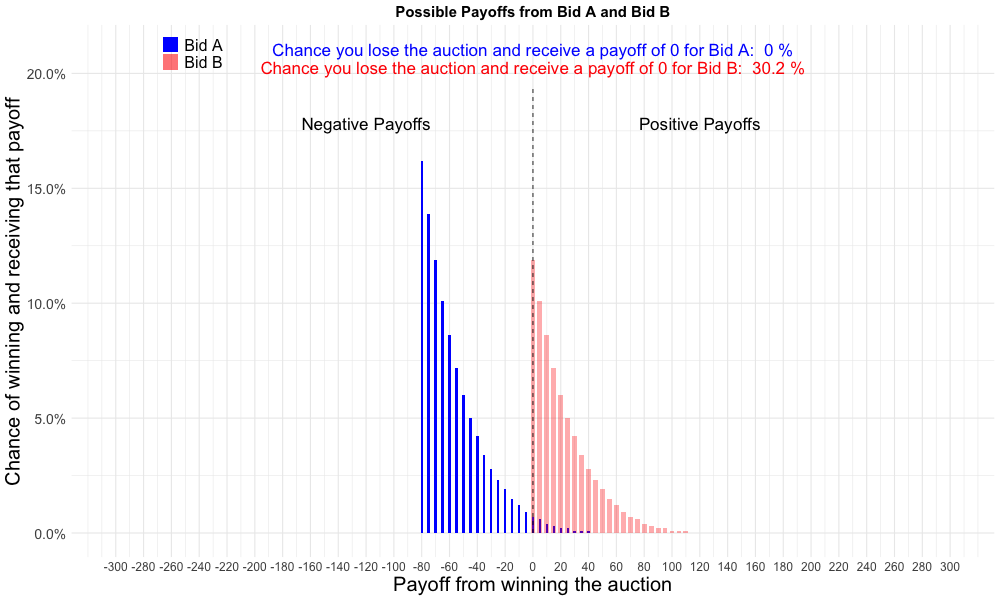 Possible Payoffs from Bid A and Bid B
Bid A
Bid B
Chance you lose the auction and receive a payoff of 0 for Bid A: 0 %
Chance you lose the auction and receive a payoff of 0 for Bid B: 30.2 %
Negative Payoffs
Positive Payoffs
Chance of winning and receiving that payoff
20.0%
15.0%
10.0%
5.0%
0.0%
-300 -280 -260 -240 -220 -200 -180 -160 -140 -120 -100 -80 -60 -40 -20 0 20 40 60 80 100 120 140 160 180 200 220 240 260 280 300
Payoff from winning the auction